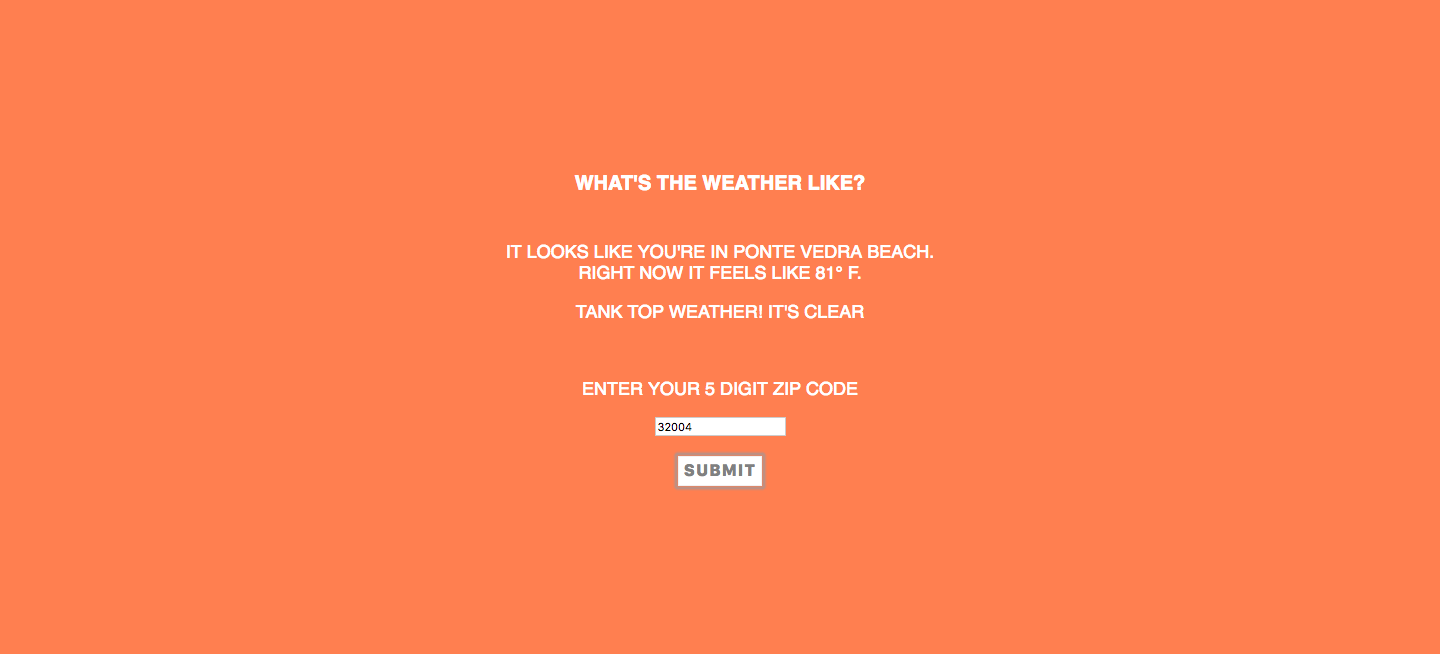 WHAT'S THE WEATHER LIKE?
IT LOOKS LIKE YOU'RE IN PONTE VEDRA BEACH.
RIGHT NOW IT FEELS LIKE 81° F.
TANK TOP WEATHER! IT'S CLEAR
ENTER YOUR 5 DIGIT ZIP CODE
32004
SUBMIT